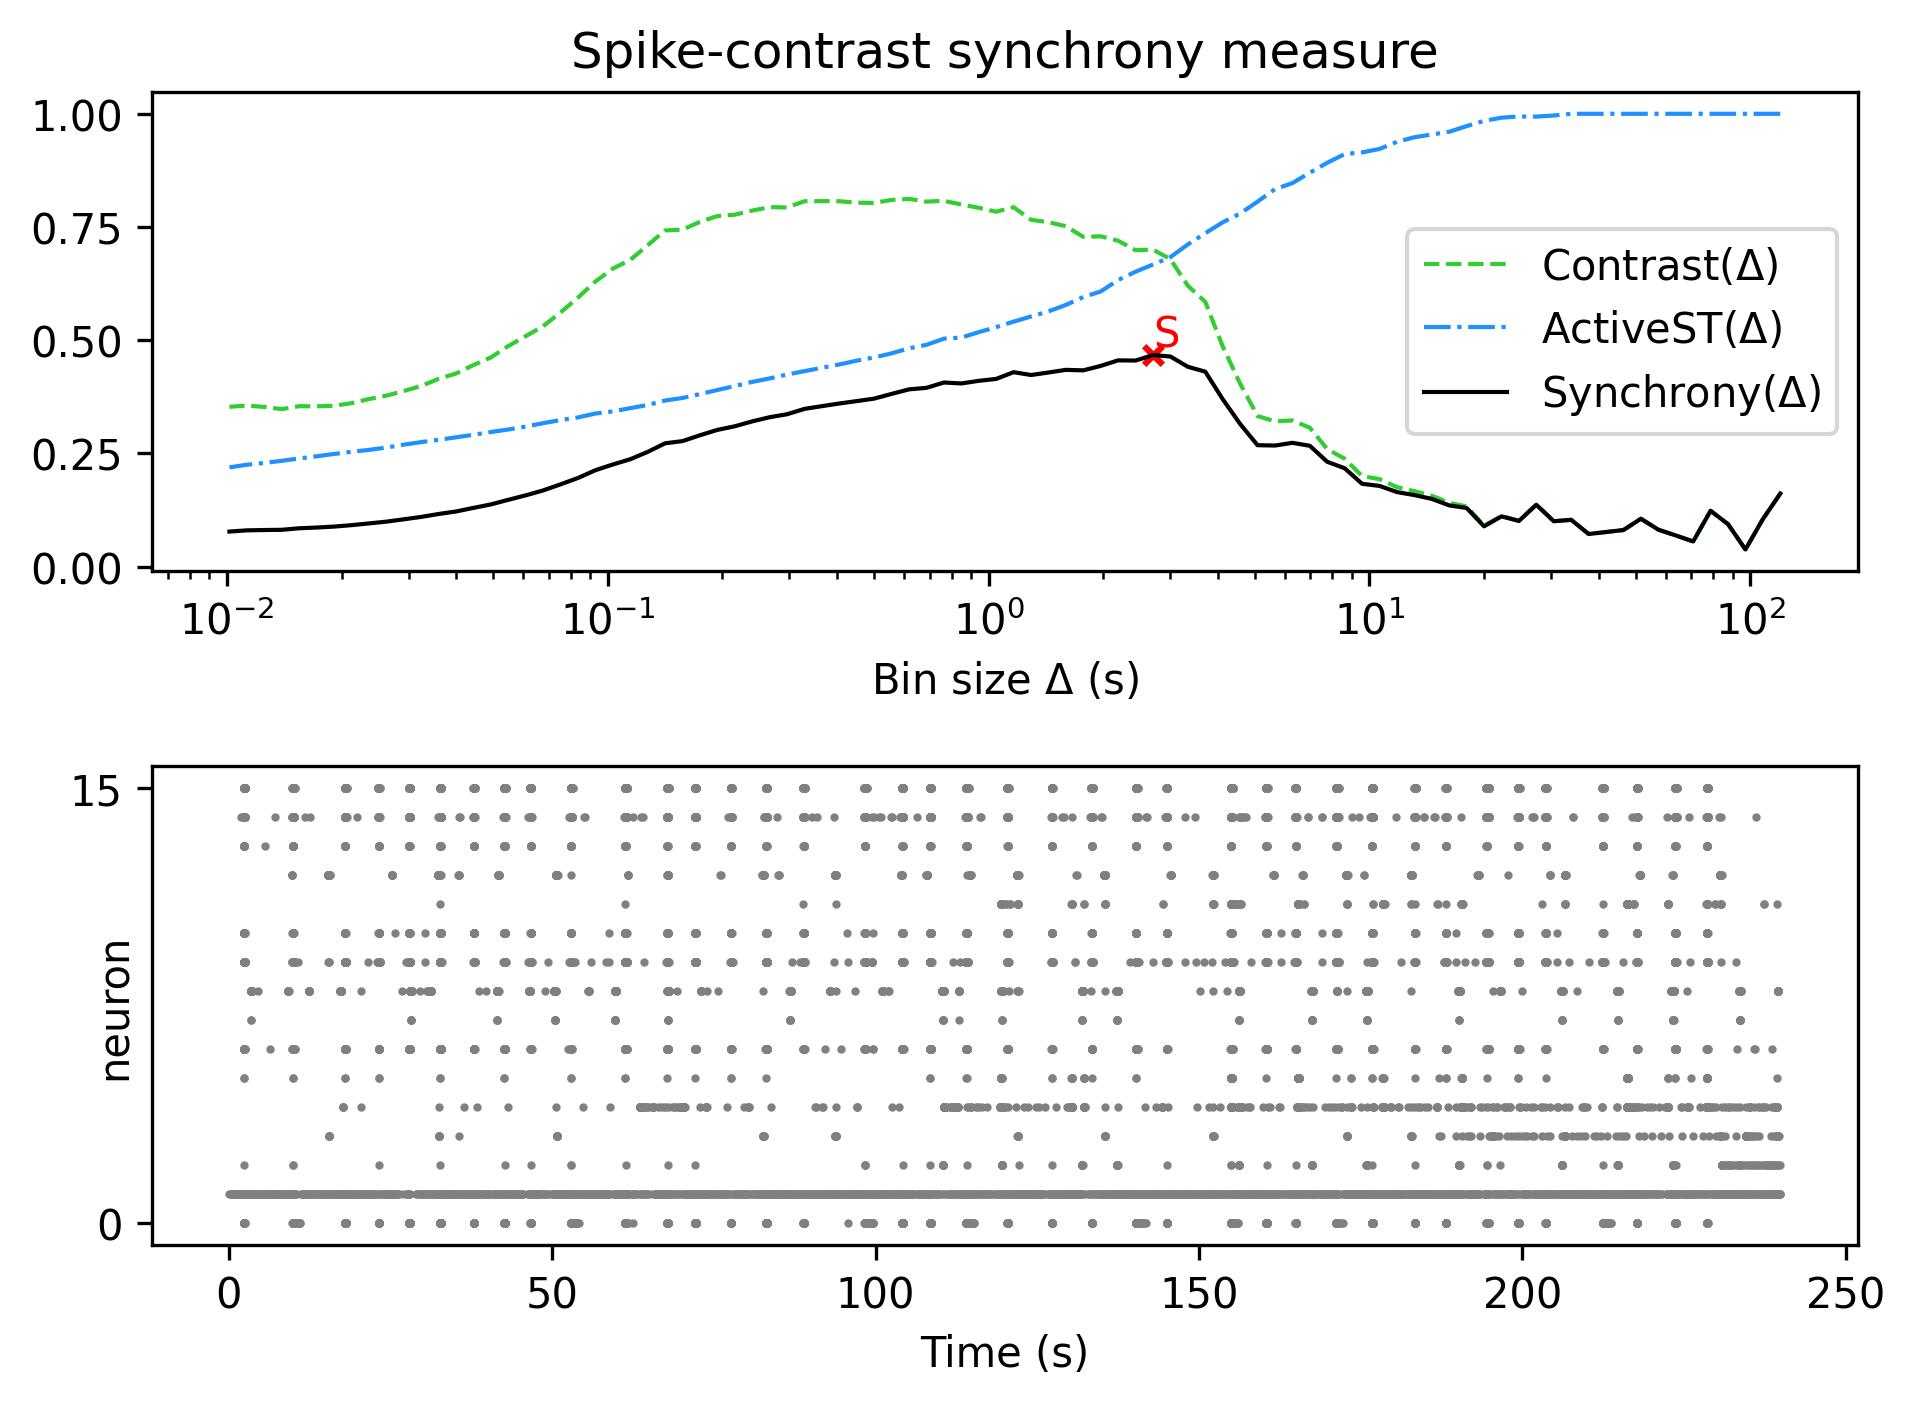 Spike-contrast synchrony measure
1.00
0.75
0.50
0.25
0.00
S
Contrast(Δ)
ActiveST(Δ)
Synchrony(Δ)
10⁻² 10⁻¹ 10⁰ 10¹ 10²
Bin size Δ (s)
15
neuron
0
0 50 100 150 200 250
Time (s)